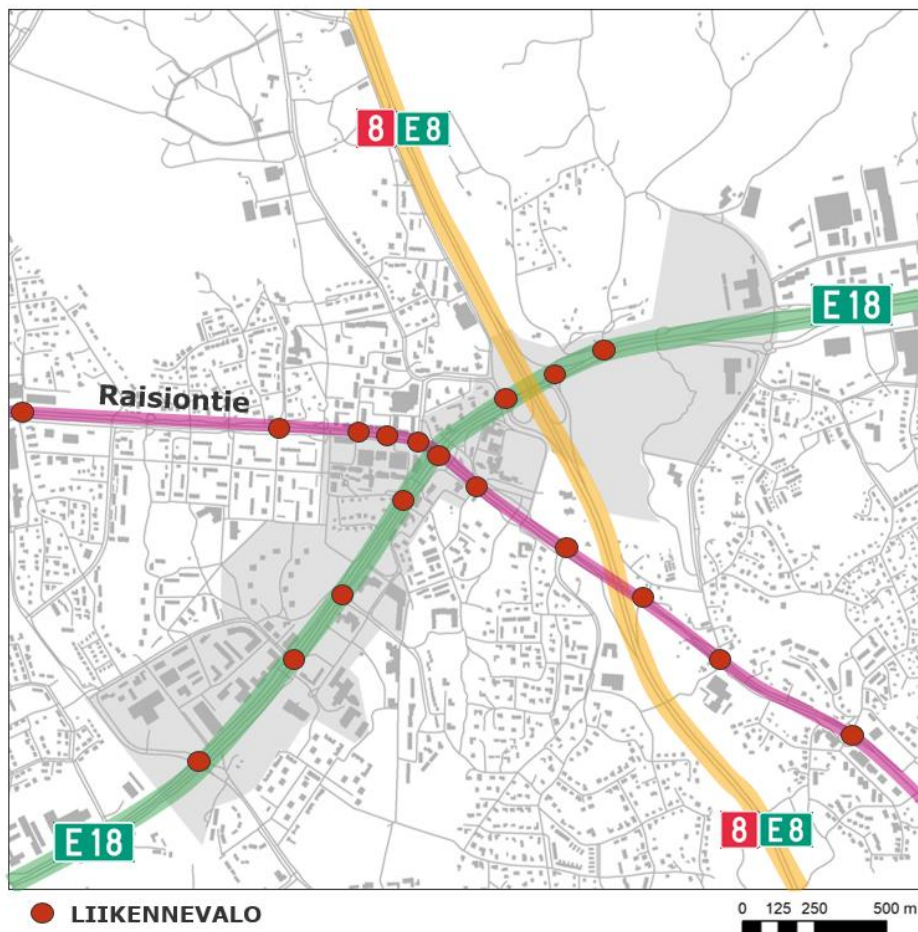 8 E8
E18
Raisiontie
8 E8
E18
LIIKENNEVALO
0 125 250 500 m